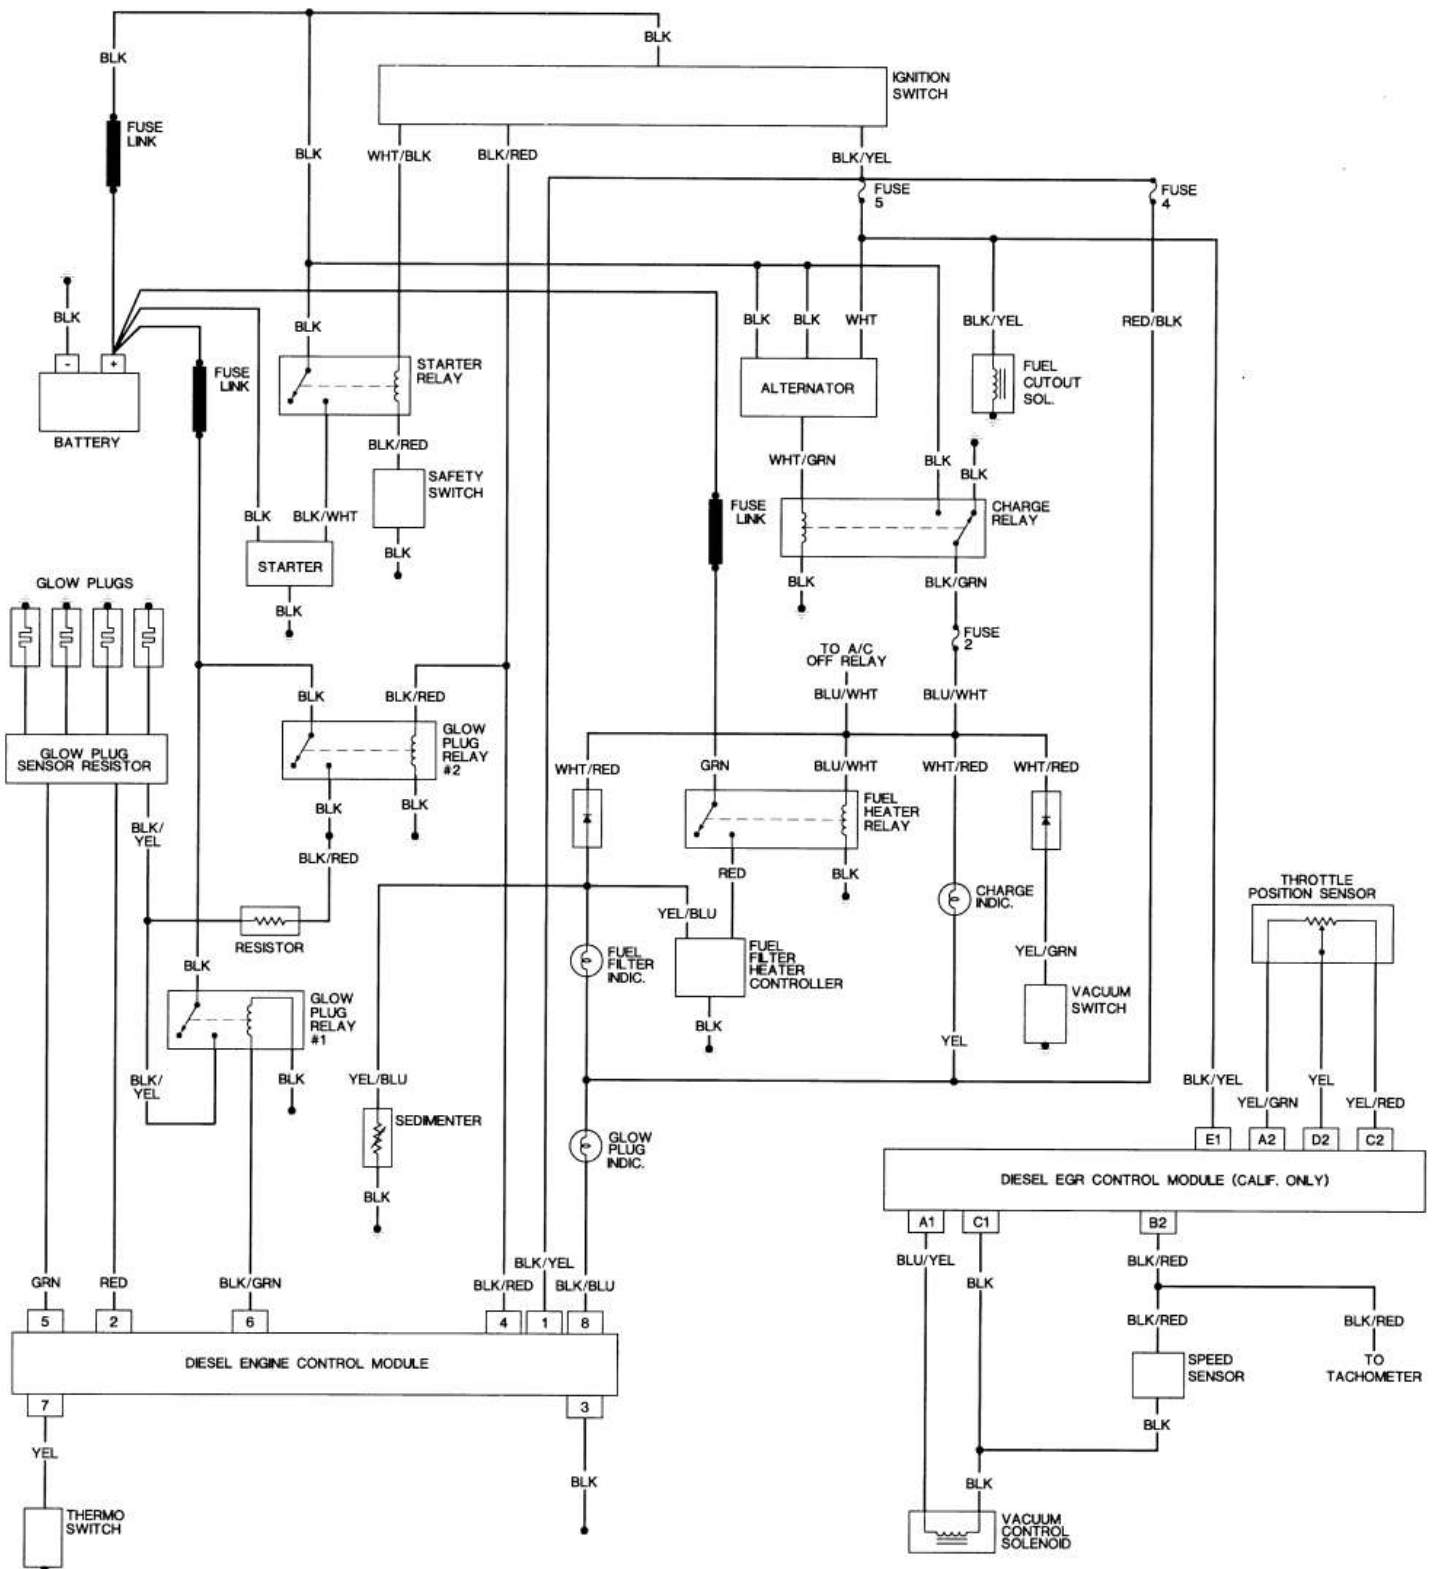 BLK
BLK
IGNITION
SWITCH
FUSE
LINK
BLK
WHT/BLK
BLK/RED
BLK/YEL
FUSE
5
FUSE
4
BLK
BLK
BLK
BLK
WHT
BLK/YEL
RED/BLK
-
+
BATTERY
FUSE
LINK
STARTER
RELAY
ALTERNATOR
FUEL
CUTOUT
SOL.
BLK/RED
SAFETY
SWITCH
WHT/GRN
BLK
BLK
FUSE
LINK
CHARGE
RELAY
BLK
BLK/WHT
BLK
STARTER
BLK
BLK
BLK/GRN
GLOW PLUGS
FUSE
2
TO A/C
OFF RELAY
BLK
BLK/RED
BLU/WHT
BLU/WHT
GLOW PLUG
SENSOR RESISTOR
GLOW
PLUG
RELAY
#2
WHT/RED
GRN
BLU/WHT
WHT/RED
WHT/RED
BLK
BLK
FUEL
HEATER
RELAY
BLK/
YEL
BLK/RED
RED
BLK
CHARGE
INDIC.
THROTTLE
POSITION SENSOR
YEL/BLU
RESISTOR
FUEL
FILTER
INDIC.
FUEL
FILTER
HEATER
CONTROLLER
YEL/GRN
BLK
GLOW
PLUG
RELAY
#1
VACUUM
SWITCH
BLK
YEL
BLK/
YEL
BLK
YEL/BLU
BLK/YEL
YEL
YEL/GRN
YEL/RED
SEDIMENTER
GLOW
PLUG
INDIC.
E1
A2
D2
C2
BLK
DIESEL EGR CONTROL MODULE (CALIF. ONLY)
A1
C1
B2
BLU/YEL
BLK
BLK/RED
GRN
RED
BLK/GRN
BLK/RED
BLK/YEL
BLK/BLU
5
2
6
4
1
8
BLK/RED
BLK/RED
DIESEL ENGINE CONTROL MODULE
SPEED
SENSOR
TO
TACHOMETER
7
3
BLK
YEL
BLK
BLK
THERMO
SWITCH
VACUUM
CONTROL
SOLENOID